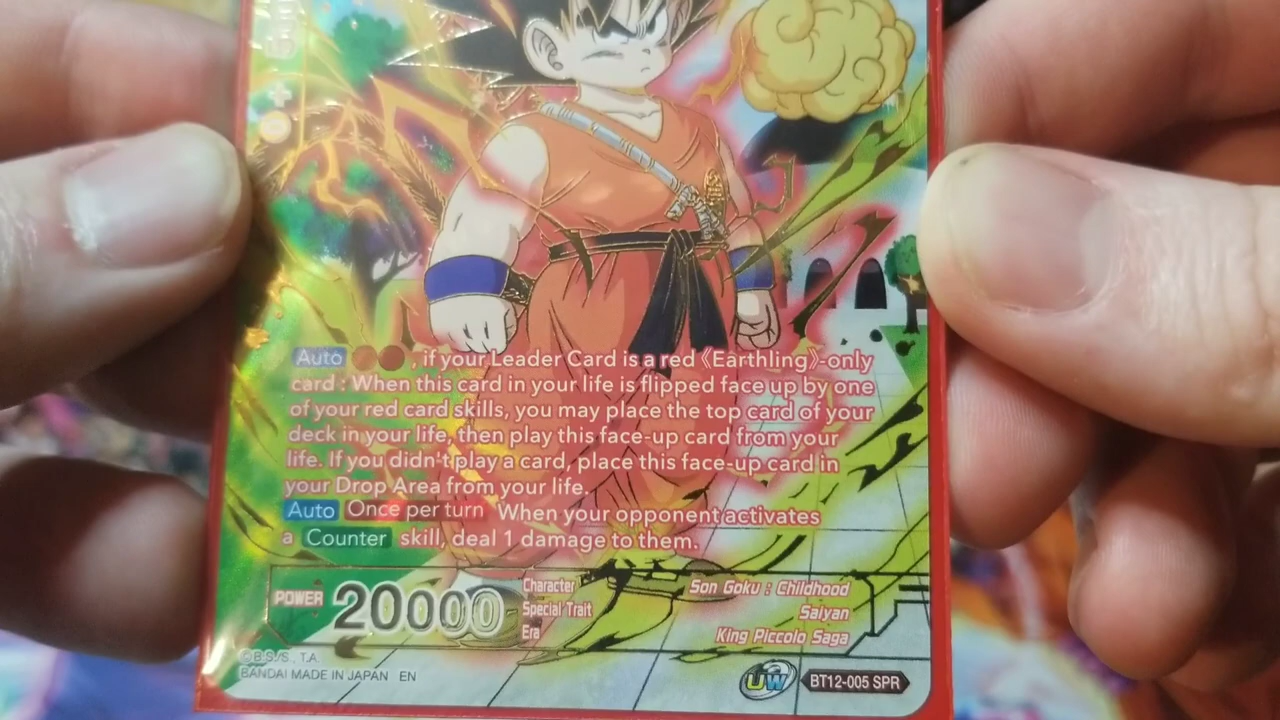 Auto , if your Leader Card is a red 《Earthling》-only
card : When this card in your life is flipped face up by one
of your red card skills, you may place the top card of your
deck in your life, then play this face-up card from your
life. If you didn't play a card, place this face-up card in
your Drop Area from your life.
Auto Once per turn When your opponent activates
a Counter skill, deal 1 damage to them.
POWER 20000
Character Son Goku : Childhood
Special Trait Saiyan
Era King Piccolo Saga
©B.S./S., T.A.
BANDAI MADE IN JAPAN EN
UW BT12-005 SPR